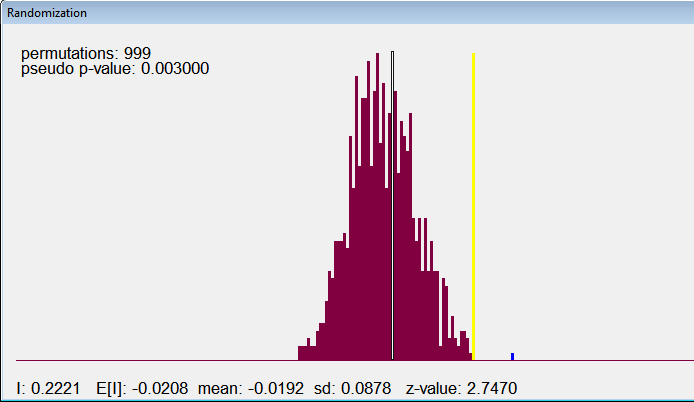 Randomization
permutations: 999
pseudo p-value: 0.003000
I: 0.2221 E[I]: -0.0208 mean: -0.0192 sd: 0.0878 z-value: 2.7470